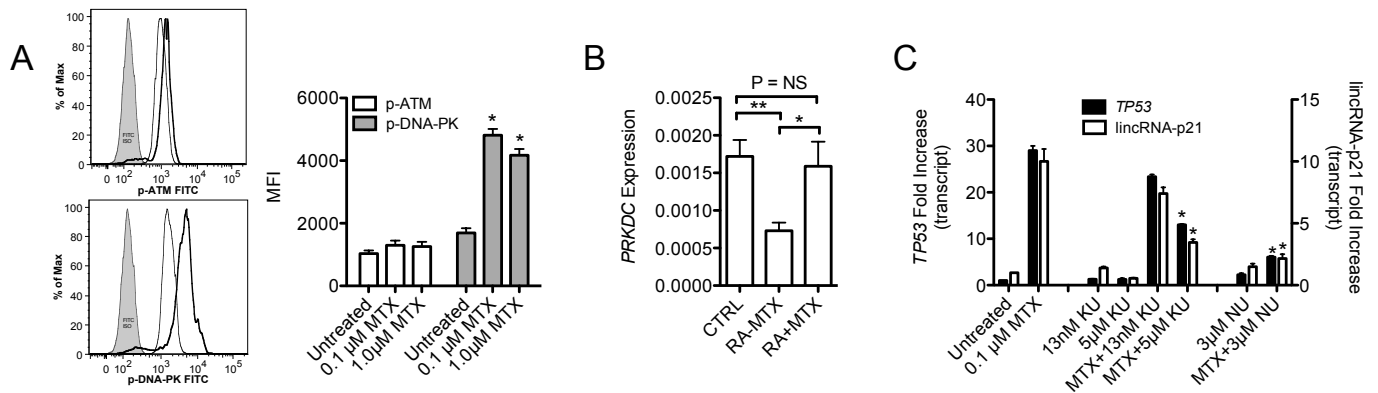 A
% of Max
100
80
60
40
20
0
FITC
ISO
0 10² 10³ 10⁴ 10⁵
p-ATM FITC
% of Max
100
80
60
40
20
0
FITC
ISO
0 10² 10³ 10⁴ 10⁵
p-DNA-PK FITC
MFI
6000
4000
2000
0
p-ATM
p-DNA-PK
* *
Untreated
0.1 µM MTX
1.0µM MTX
Untreated
0.1 µM MTX
1.0µM MTX
B
PRKDC Expression
P = NS
** *
0.0025
0.0020
0.0015
0.0010
0.0005
0.0000
CTRL
RA-MTX
RA+MTX
C
TP53 Fold Increase
(transcript)
40
30
20
10
0
TP53
lincRNA-p21
* *
* *
15
10
5
0
lincRNA-p21 Fold Increase
(transcript)
Untreated
0.1 µM MTX
13nM KU
5µM KU
MTX+13nM KU
MTX+5µM KU
3µM NU
MTX+3µM NU